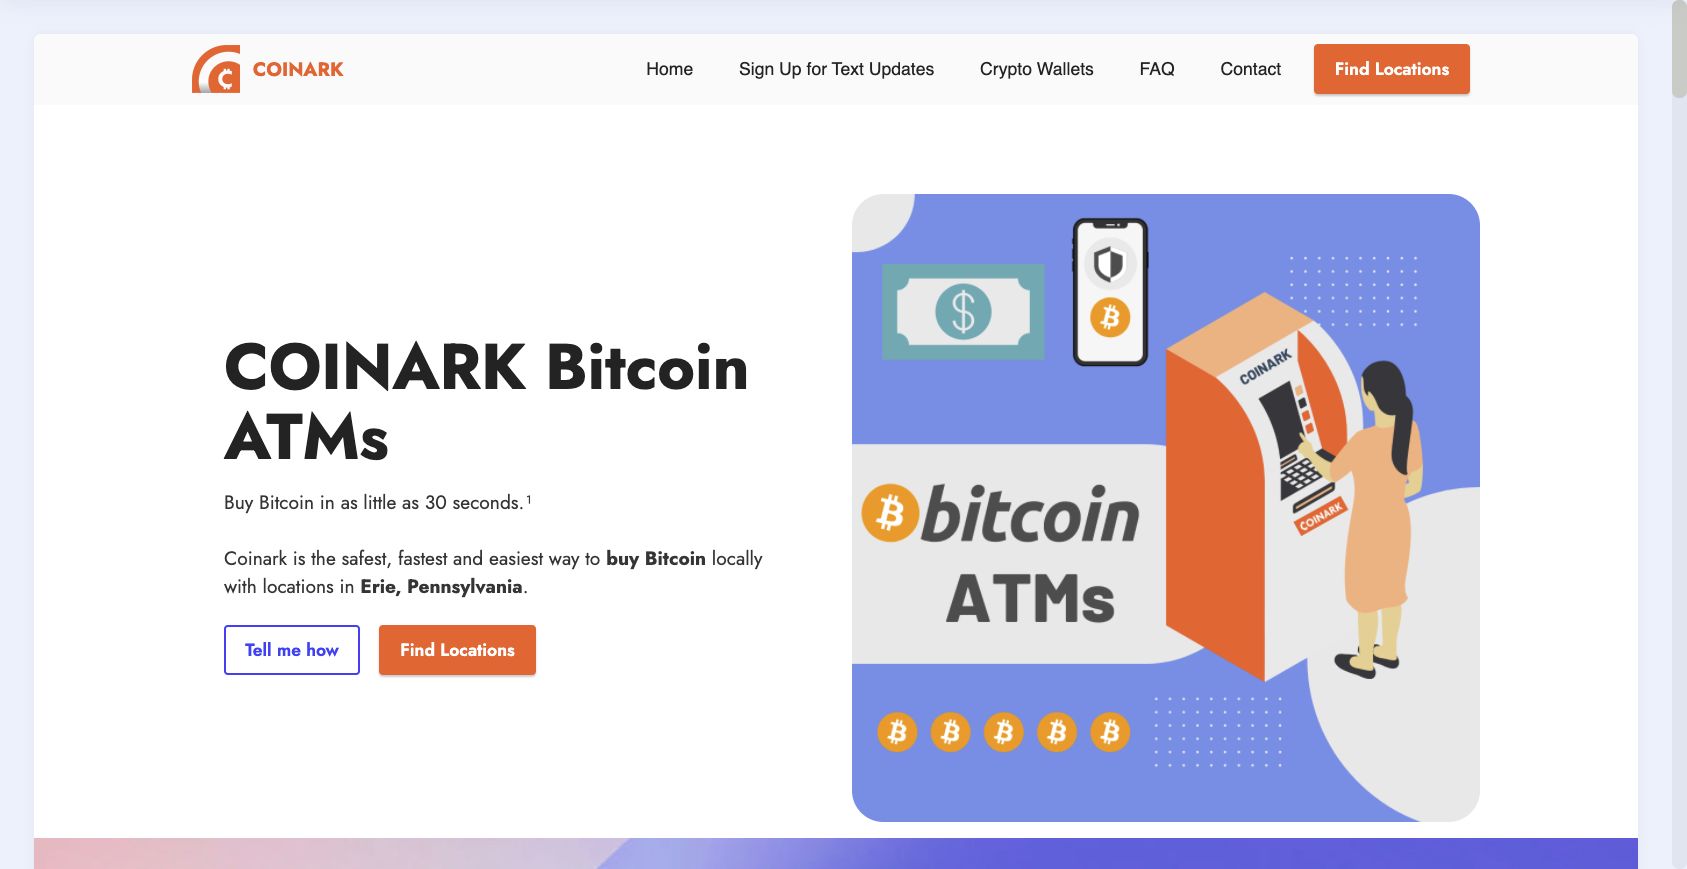 COINARK
Home
Sign Up for Text Updates
Crypto Wallets
FAQ
Contact
Find Locations
COINARK Bitcoin
ATMs
Buy Bitcoin in as little as 30 seconds.¹
Coinark is the safest, fastest and easiest way to buy Bitcoin locally
with locations in Erie, Pennsylvania.
Tell me how
Find Locations
COINARK
COINARK
bitcoin
ATMs